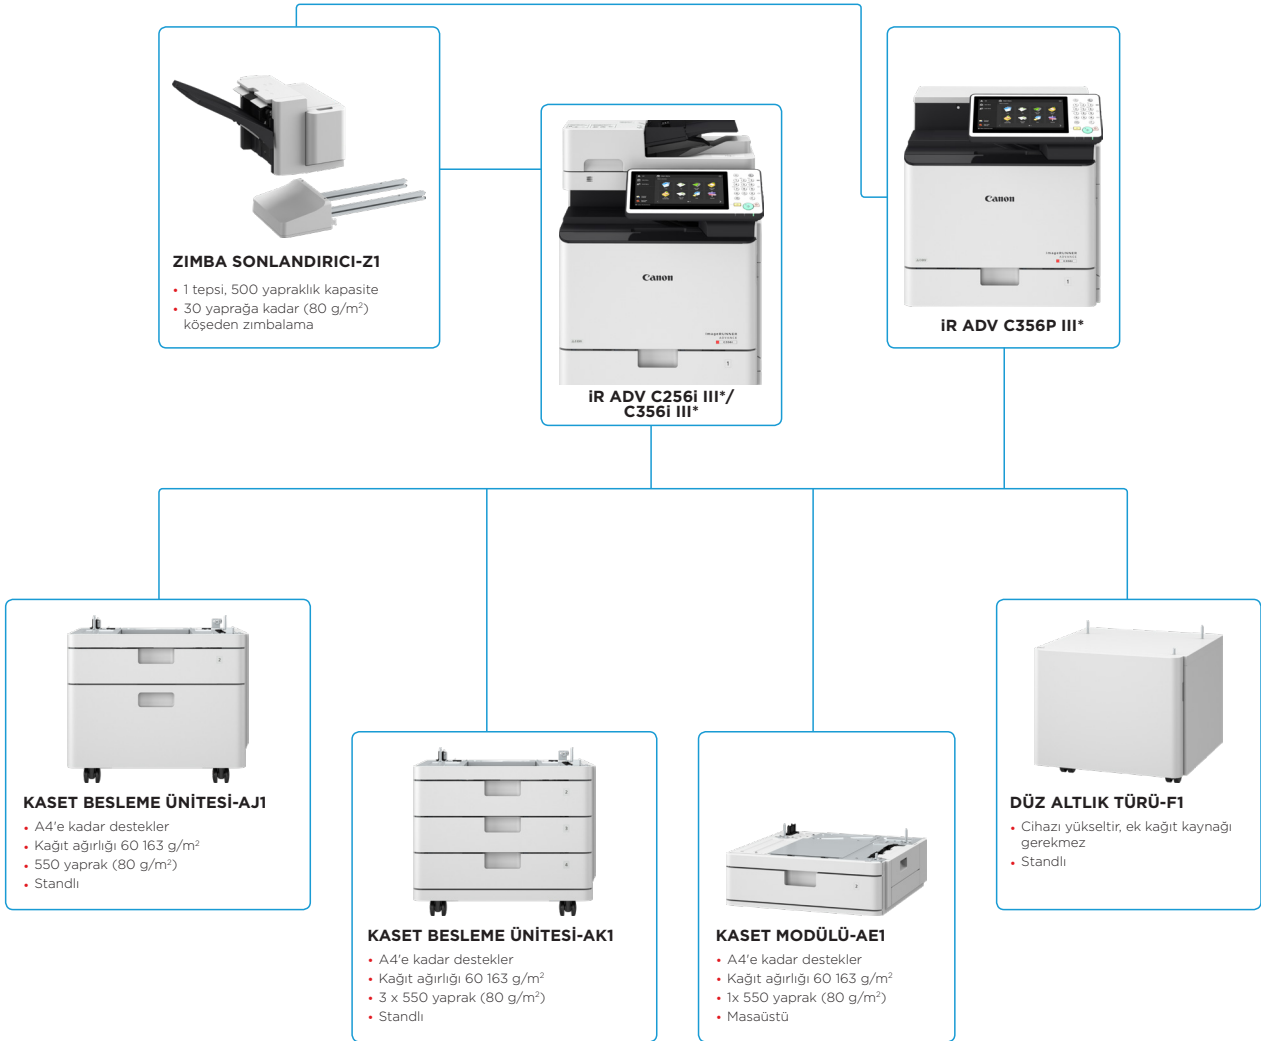 ZIMBA SONLANDIRICI-Z1
• 1 tepsi, 500 yapraklık kapasite
• 30 yaprağa kadar (80 g/m²)
köşeden zımbalama
Canon
iR ADV C256i III*/
C356i III*
Canon
iR ADV C356P III*
KASET BESLEME ÜNİTESİ-AJ1
• A4'e kadar destekler
• Kağıt ağırlığı 60 163 g/m²
• 550 yaprak (80 g/m²)
• Standlı
KASET BESLEME ÜNİTESİ-AK1
• A4'e kadar destekler
• Kağıt ağırlığı 60 163 g/m²
• 3 x 550 yaprak (80 g/m²)
• Standlı
KASET MODÜLÜ-AE1
• A4'e kadar destekler
• Kağıt ağırlığı 60 163 g/m²
• 1x 550 yaprak (80 g/m²)
• Masaüstü
DÜZ ALTLIK TÜRÜ-F1
• Cihazı yükseltir, ek kağıt kaynağı
gerekmez
• Standlı